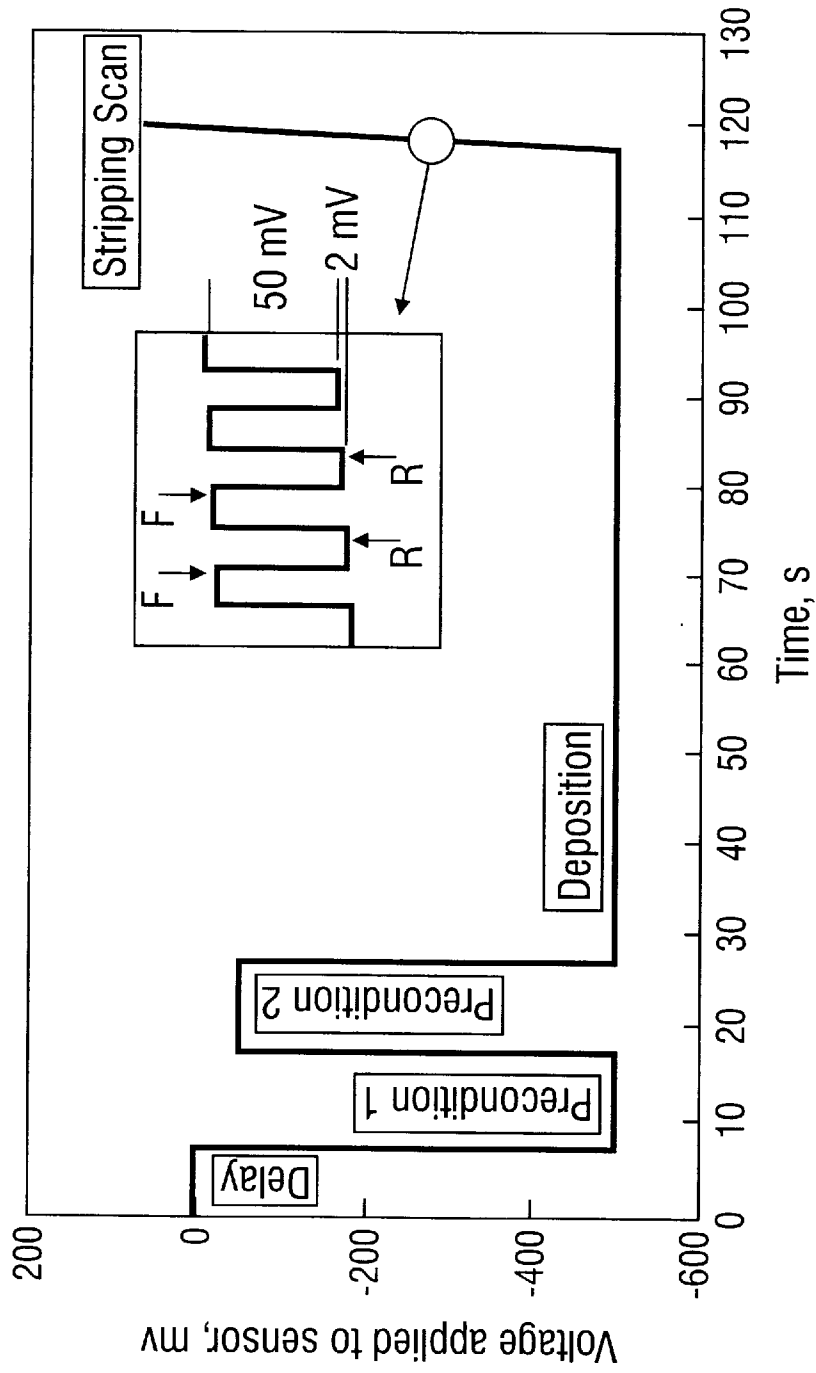 200
0
-200
-400
-600
Voltage applied to sensor, mv
Delay
Precondition 1
Precondition 2
Deposition
Stripping Scan
F
F
R
R
50 mV
2 mV
0
10
20
30
40
50
60
70
80
90
100
110
120
130
Time, s